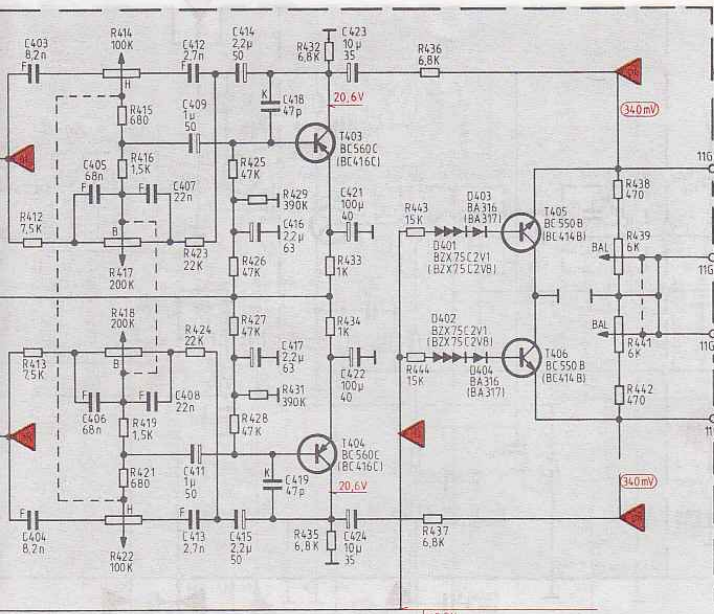 C403
8,2n
R414
100K
C412
2,7n
C414
2,2µ
50
R432
6,8K
C423
10µ
35
R436
6,8K
F
H
F
R415
680
C409
1µ
50
K
C418
47p
20,6V
340mV
T403
BC560C
(BC416C)
R416
1,5K
C405
68n
F
F
C407
22n
R425
47K
R429
390K
C421
100µ
40
11G
R412
7,5K
B
R423
22K
C416
2,2µ
63
R443
15K
D403
BA316
(BA317)
T405
BC550B
(BC414B)
R438
470
R439
6K
R417
200K
R426
47K
R433
1K
D401
BZX75C2V1
(BZX75C2V8)
BAL
11G
R418
200K
R427
47K
R434
1K
D402
BZX75C2V1
(BZX75C2V8)
BAL
11G
R413
7,5K
B
R424
22K
C417
2,2µ
63
R444
15K
D404
BA316
(BA317)
T406
BC550B
(BC414B)
R441
6K
C406
68n
F
F
C408
22n
R431
390K
C422
100µ
40
R442
470
R419
1,5K
R428
47K
T404
BC560C
(BC416C)
11
R421
680
C411
1µ
50
K
C419
47p
20,6V
340mV
F
H
F
C404
8,2n
R422
100K
C413
2,7n
C415
2,2µ
50
R435
6,8K
C424
10µ
35
R437
6,8K